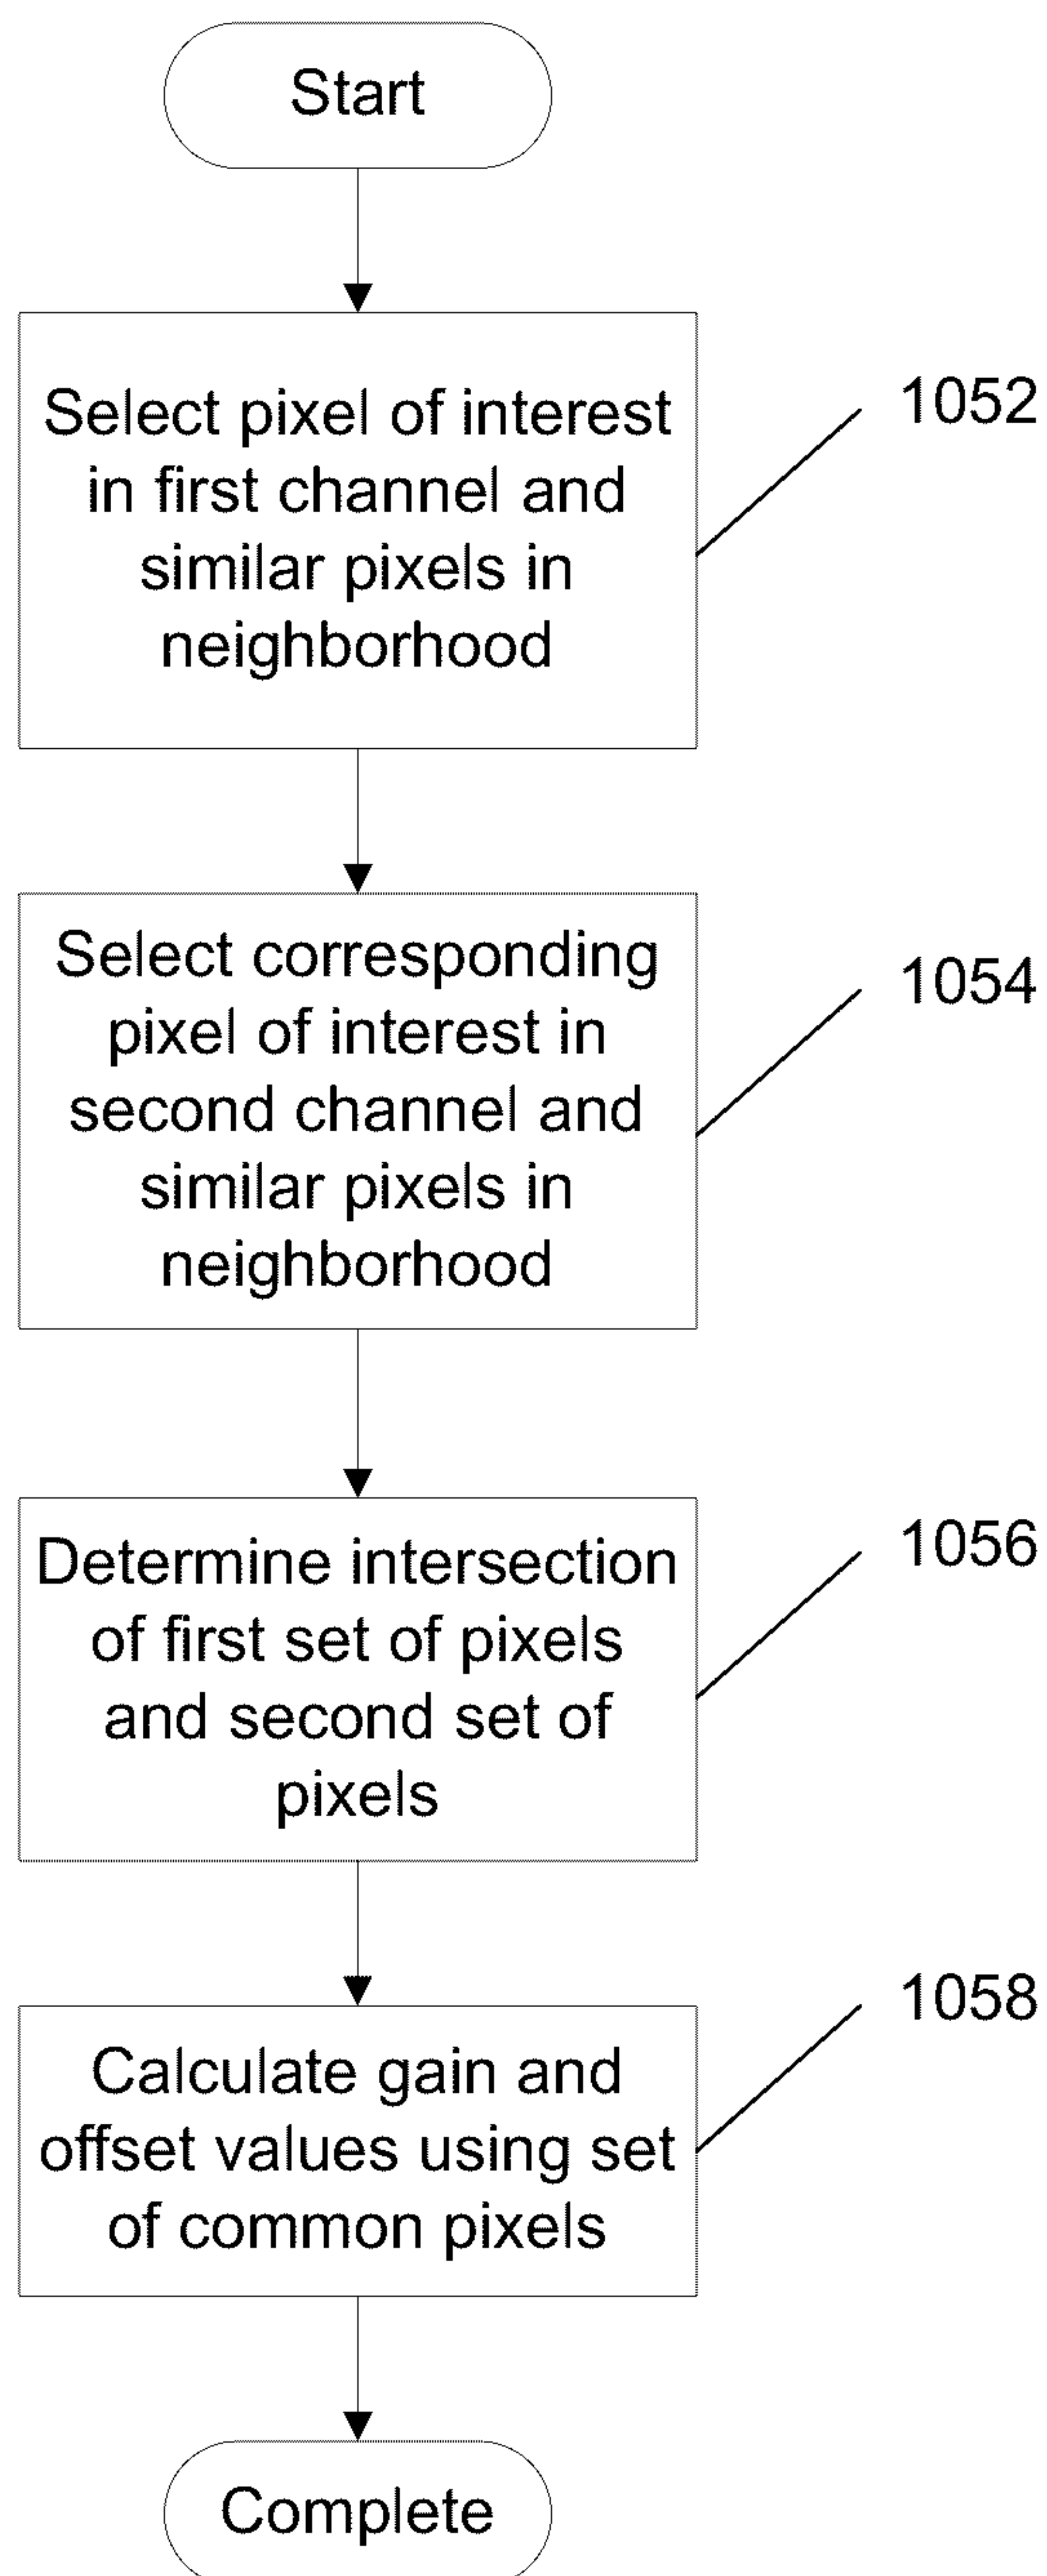 Start
Select pixel of interest
in first channel and
similar pixels in
neighborhood
1052
Select corresponding
pixel of interest in
second channel and
similar pixels in
neighborhood
1054
Determine intersection
of first set of pixels
and second set of
pixels
1056
Calculate gain and
offset values using set
of common pixels
1058
Complete